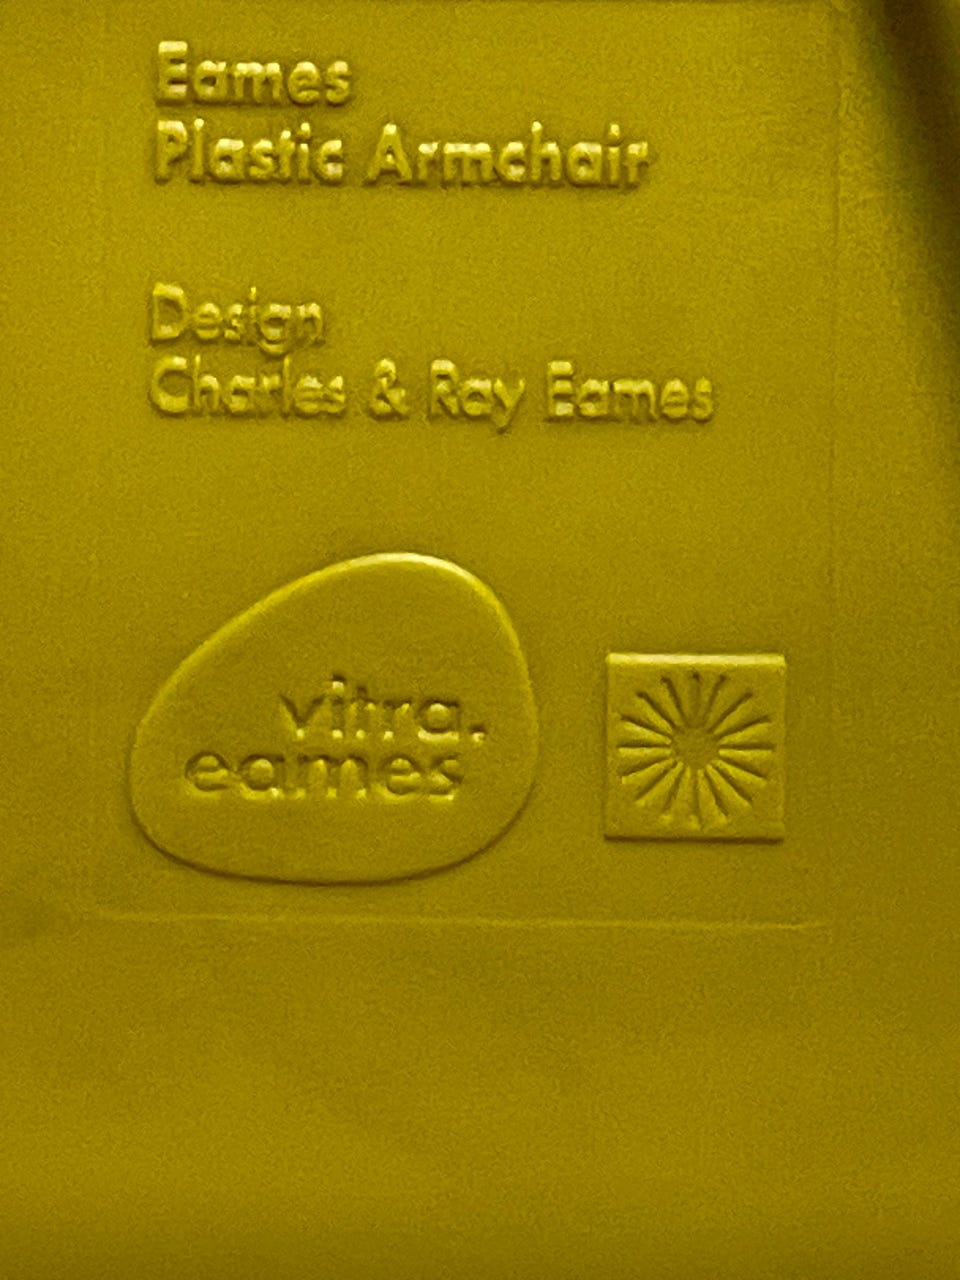 Eames
Plastic Armchair
Design
Charles & Ray Eames
vitra.
eames